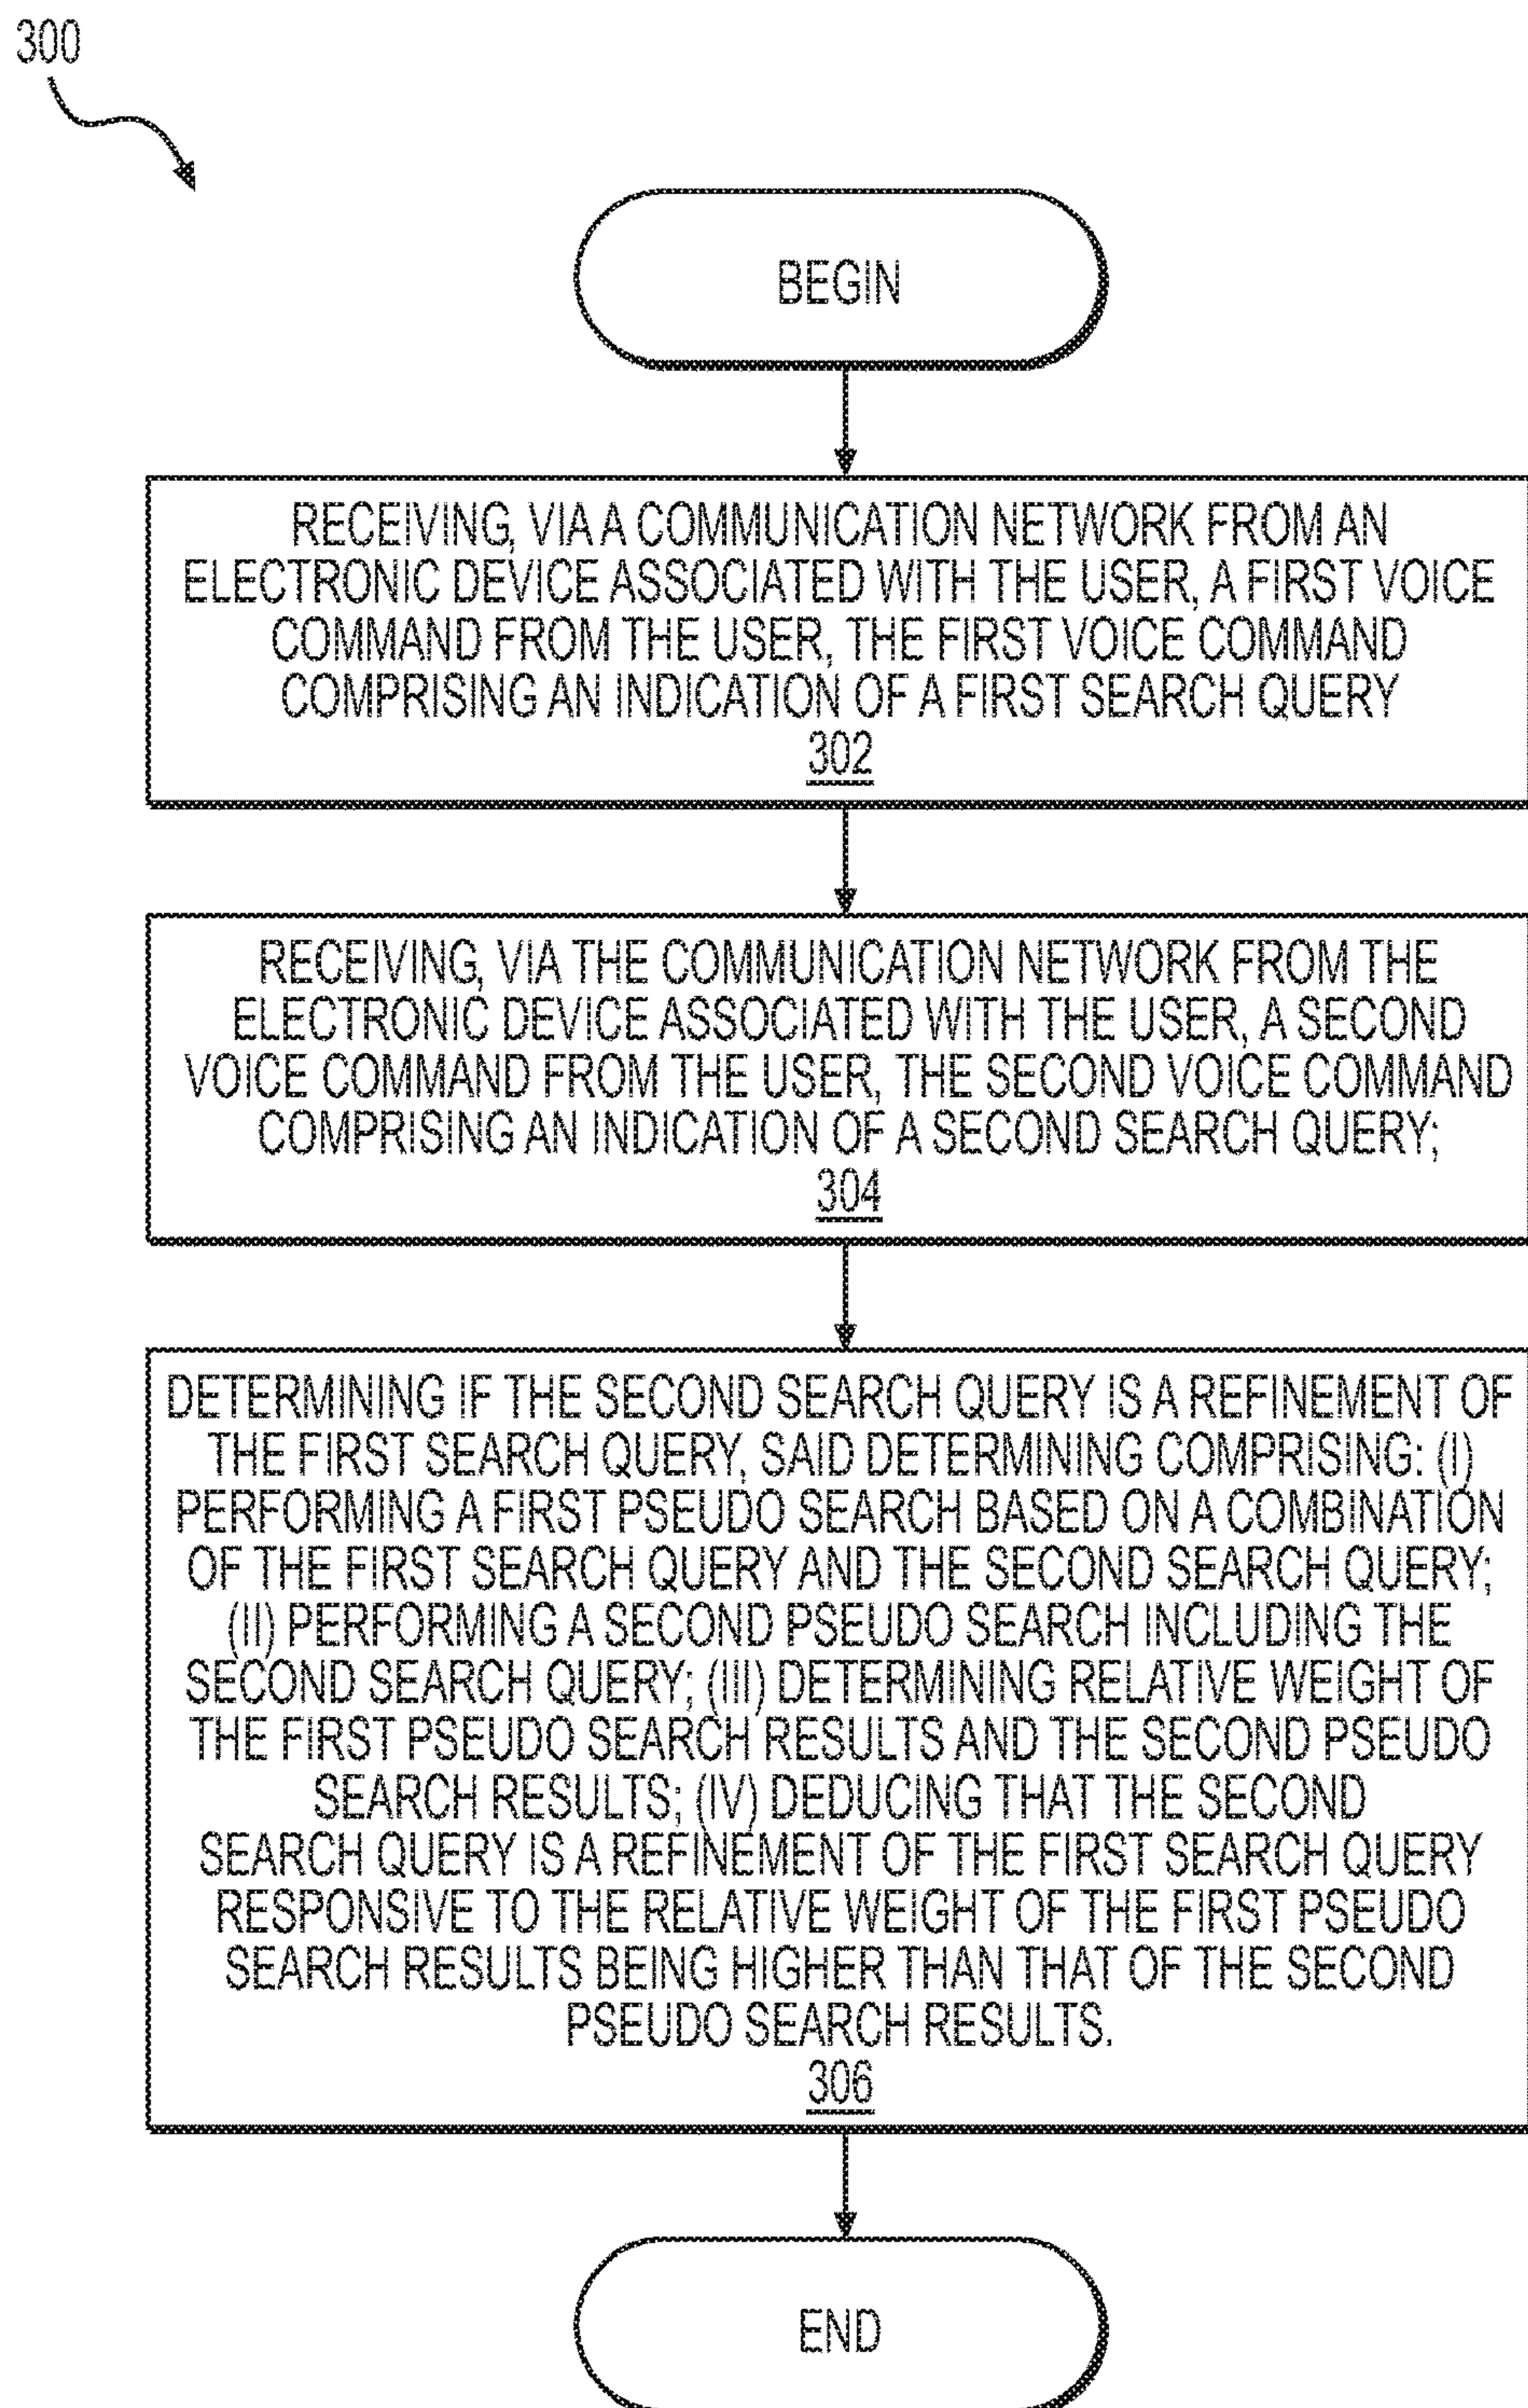 300
BEGIN
RECEIVING, VIA A COMMUNICATION NETWORK FROM AN
ELECTRONIC DEVICE ASSOCIATED WITH THE USER, A FIRST VOICE
COMMAND FROM THE USER, THE FIRST VOICE COMMAND
COMPRISING AN INDICATION OF A FIRST SEARCH QUERY
302
RECEIVING, VIA THE COMMUNICATION NETWORK FROM THE
ELECTRONIC DEVICE ASSOCIATED WITH THE USER, A SECOND
VOICE COMMAND FROM THE USER, THE SECOND VOICE COMMAND
COMPRISING AN INDICATION OF A SECOND SEARCH QUERY;
304
DETERMINING IF THE SECOND SEARCH QUERY IS A REFINEMENT OF
THE FIRST SEARCH QUERY, SAID DETERMINING COMPRISING: (I)
PERFORMING A FIRST PSEUDO SEARCH BASED ON A COMBINATION
OF THE FIRST SEARCH QUERY AND THE SECOND SEARCH QUERY;
(II) PERFORMING A SECOND PSEUDO SEARCH INCLUDING THE
SECOND SEARCH QUERY; (III) DETERMINING RELATIVE WEIGHT OF
THE FIRST PSEUDO SEARCH RESULTS AND THE SECOND PSEUDO
SEARCH RESULTS; (IV) DEDUCING THAT THE SECOND
SEARCH QUERY IS A REFINEMENT OF THE FIRST SEARCH QUERY
RESPONSIVE TO THE RELATIVE WEIGHT OF THE FIRST PSEUDO
SEARCH RESULTS BEING HIGHER THAN THAT OF THE SECOND
PSEUDO SEARCH RESULTS.
306
END